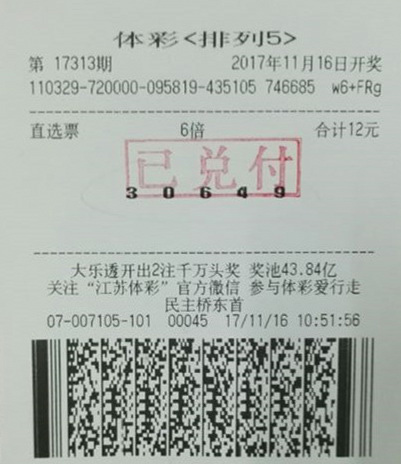 体彩<排列5>
第 17313期 2017年11月16日开奖
110329-720000-095819-435105 746685 w6+FRg
直选票 6倍 合计12元
已兑付
3 0 6 4 9
大乐透开出2注千万头奖 奖池43.84亿
关注“江苏体彩”官方微信 参与体彩爱行走
民主桥东首
07-007105-101 00045 17/11/16 10:51:56